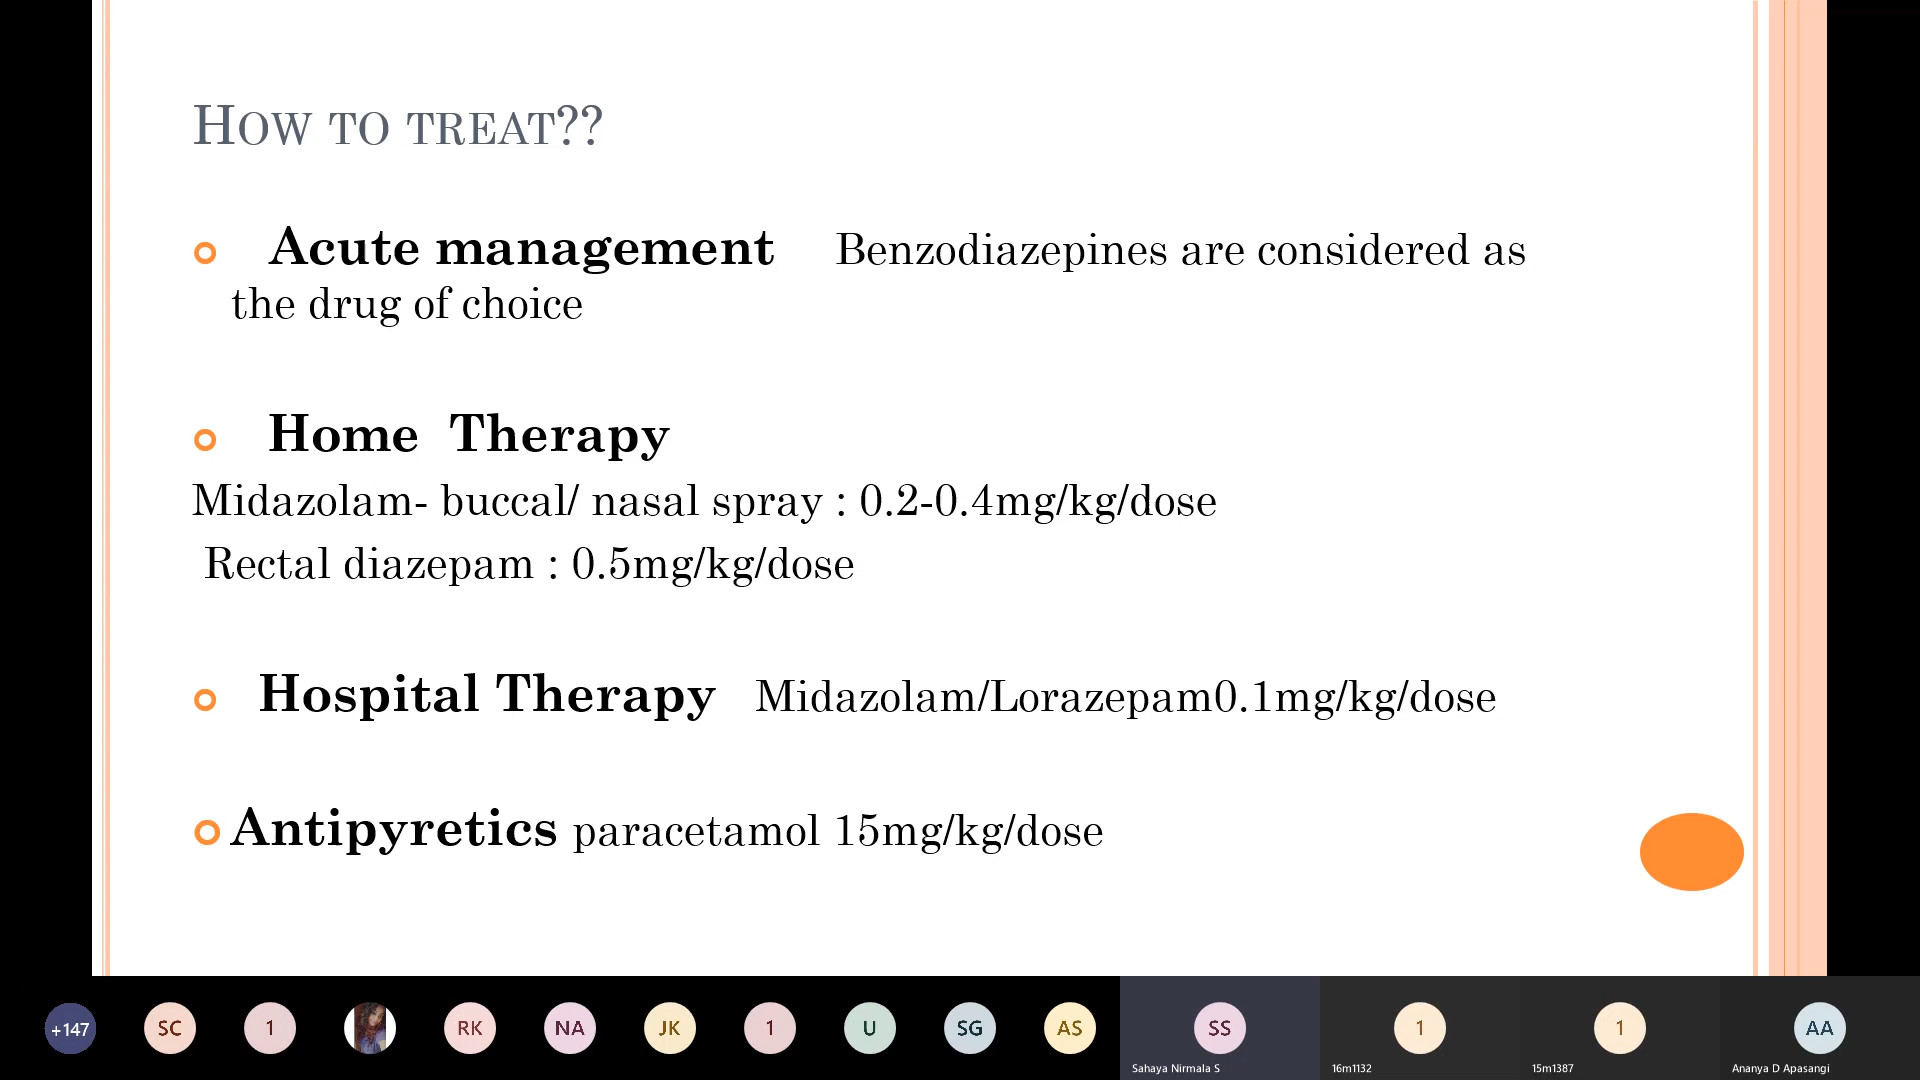 How to treat??
Acute management Benzodiazepines are considered as
the drug of choice
Home Therapy
Midazolam- buccal/ nasal spray : 0.2-0.4mg/kg/dose
Rectal diazepam : 0.5mg/kg/dose
Hospital Therapy Midazolam/Lorazepam0.1mg/kg/dose
Antipyretics paracetamol 15mg/kg/dose
+147 SC 1 RK NA JK 1 U SG AS SS 1 1 AA
Sahaya Nirmala S 16m1132 15m1387 Ananya D Apasangi